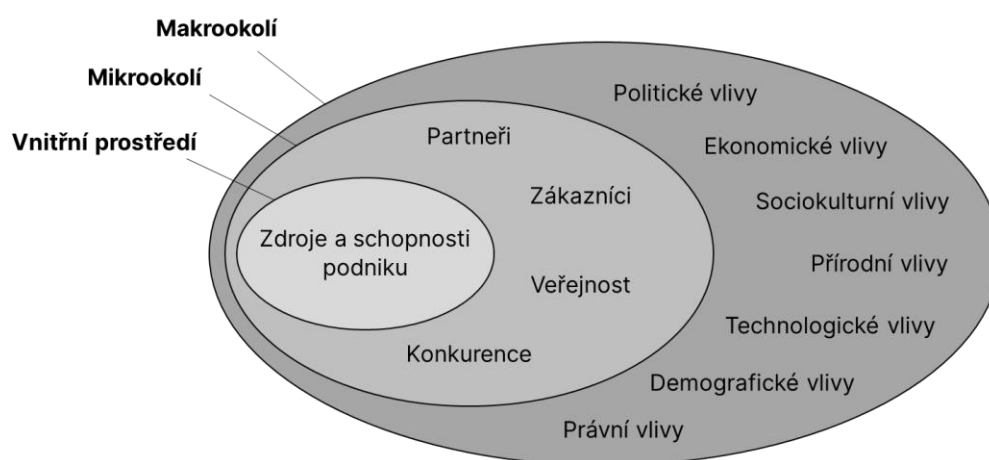 Makrookolí
Mikrookolí
Vnitřní prostředí
Politické vlivy
Partneři
Ekonomické vlivy
Zákazníci
Sociokulturní vlivy
Zdroje a schopnosti
podniku
Přírodní vlivy
Veřejnost
Technologické vlivy
Konkurence
Demografické vlivy
Právní vlivy